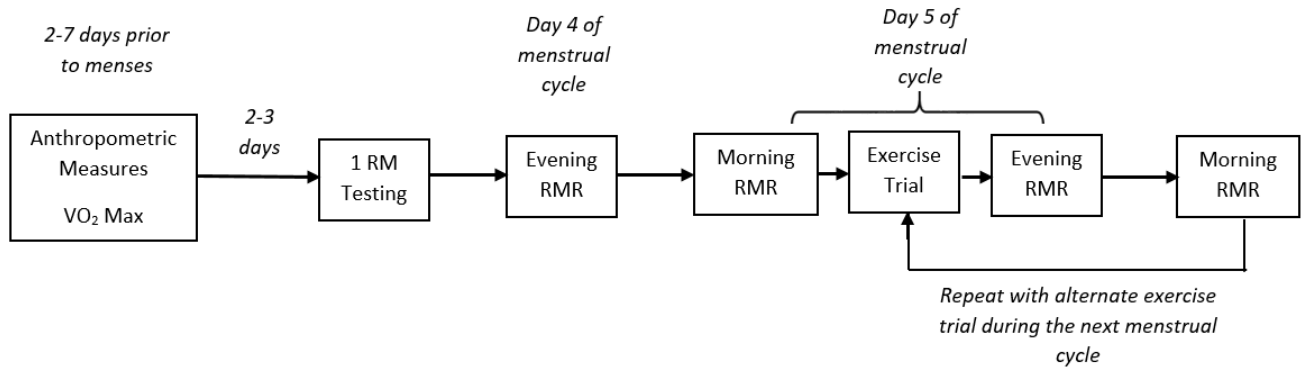 2-7 days prior
to menses
Anthropometric
Measures
VO₂ Max
2-3
days
1 RM
Testing
Day 4 of
menstrual
cycle
Evening
RMR
Morning
RMR
Day 5 of
menstrual
cycle
Exercise
Trial
Evening
RMR
Morning
RMR
Repeat with alternate exercise
trial during the next menstrual
cycle